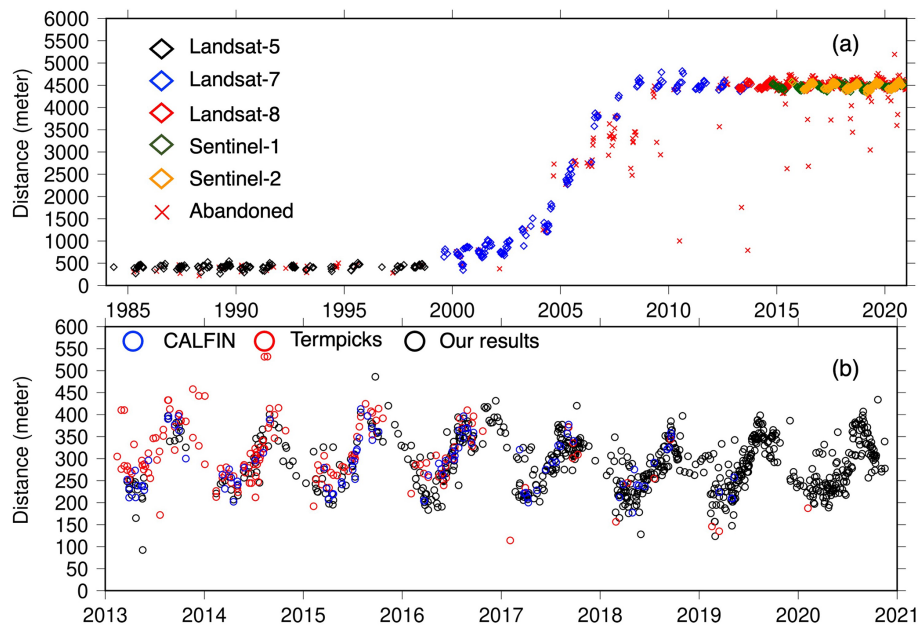 6000
(a)
5500
5000
4500
4000
3500
3000
2500
2000
1500
1000
500
0
Distance (meter)
Landsat-5
Landsat-7
Landsat-8
Sentinel-1
Sentinel-2
Abandoned
1985 1990 1995 2000 2005 2010 2015 2020
600
550
500
450
400
350
300
250
200
150
100
50
0
Distance (meter)
CALFIN Termpicks Our results
(b)
2013 2014 2015 2016 2017 2018 2019 2020 2021